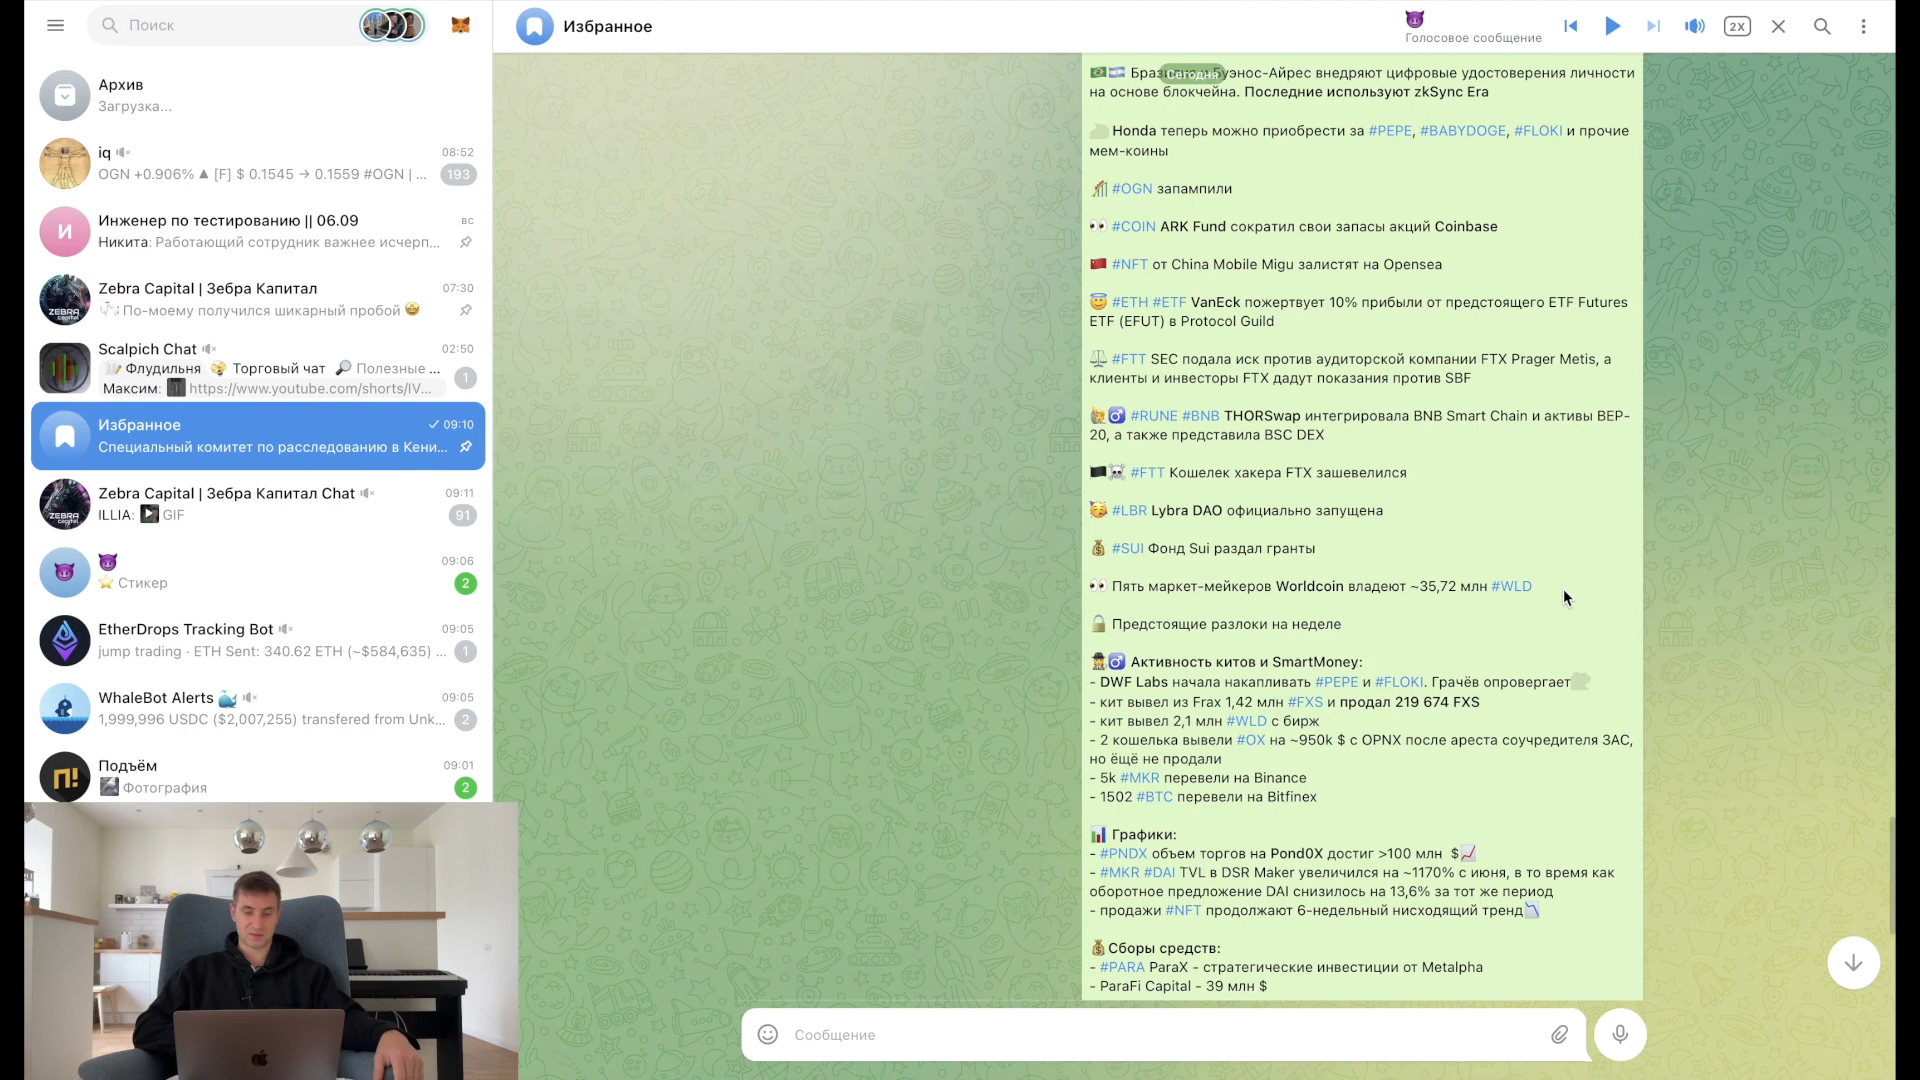 Поиск
Архив
Загрузка...
iq
08:52
OGN +0.906% ▲ [F] $ 0.1545 → 0.1559 #OGN | ...
193
Инженер по тестированию || 06.09
вс
Никита: Работающий сотрудник важнее исчерп...
Zebra Capital | Зебра Капитал
07:30
По-моему получился шикарный пробой 🤩
Scalpich Chat
02:50
Флудильня Торговый чат Полезные ...
Максим: https://www.youtube.com/shorts/IV...
1
Избранное
09:10
Специальный комитет по расследованию в Кени...
Zebra Capital | Зебра Капитал Chat
09:11
ILLIA: GIF
91
😈
09:06
⭐ Стикер
2
EtherDrops Tracking Bot
09:05
jump trading · ETH Sent: 340.62 ETH (~$584,635) ...
1
WhaleBot Alerts 🐳
09:05
1,999,996 USDC ($2,007,255) transfered from Unk...
2
Подъём
09:01
Фотография
2
Избранное
Голосовое сообщение
2X
Сегодня
🇧🇷🇦🇷 Буэнос-Айрес внедряют цифровые удостоверения личности
на основе блокчейна. Последние используют zkSync Era
Honda теперь можно приобрести за #PEPE, #BABYDOGE, #FLOKI и прочие
мем-коины
🎢 #OGN запампили
👀 #COIN ARK Fund сократил свои запасы акций Coinbase
🇨🇳 #NFT от China Mobile Migu залистят на Opensea
😇 #ETH #ETF VanEck пожертвует 10% прибыли от предстоящего ETF Futures
ETF (EFUT) в Protocol Guild
⚖️ #FTT SEC подала иск против аудиторской компании FTX Prager Metis, а
клиенты и инвесторы FTX дадут показания против SBF
🙋♂️ #RUNE #BNB THORSwap интегрировала BNB Smart Chain и активы BEP-
20, а также представила BSC DEX
🏴☠️ #FTT Кошелек хакера FTX зашевелился
🥳 #LBR Lybra DAO официально запущена
💰 #SUI Фонд Sui раздал гранты
👀 Пять маркет-мейкеров Worldcoin владеют ~35,72 млн #WLD
🔒 Предстоящие разлоки на неделе
🕵♂️ Активность китов и SmartMoney:
- DWF Labs начала накапливать #PEPE и #FLOKI. Грачёв опровергает
- кит вывел из Frax 1,42 млн #FXS и продал 219 674 FXS
- кит вывел 2,1 млн #WLD с бирж
- 2 кошелька вывели #OX на ~950k $ с OPNX после ареста соучредителя 3AC,
но ёщё не продали
- 5k #MKR перевели на Binance
- 1502 #BTC перевели на Bitfinex
📊 Графики:
- #PNDX объем торгов на Pond0X достиг >100 млн $📈
- #MKR #DAI TVL в DSR Maker увеличился на ~1170% с июня, в то время как
оборотное предложение DAI снизилось на 13,6% за тот же период
- продажи #NFT продолжают 6-недельный нисходящий тренд📉
💰Сборы средств:
- #PARA ParaX - стратегические инвестиции от Metalpha
- ParaFi Capital - 39 млн $
Сообщение